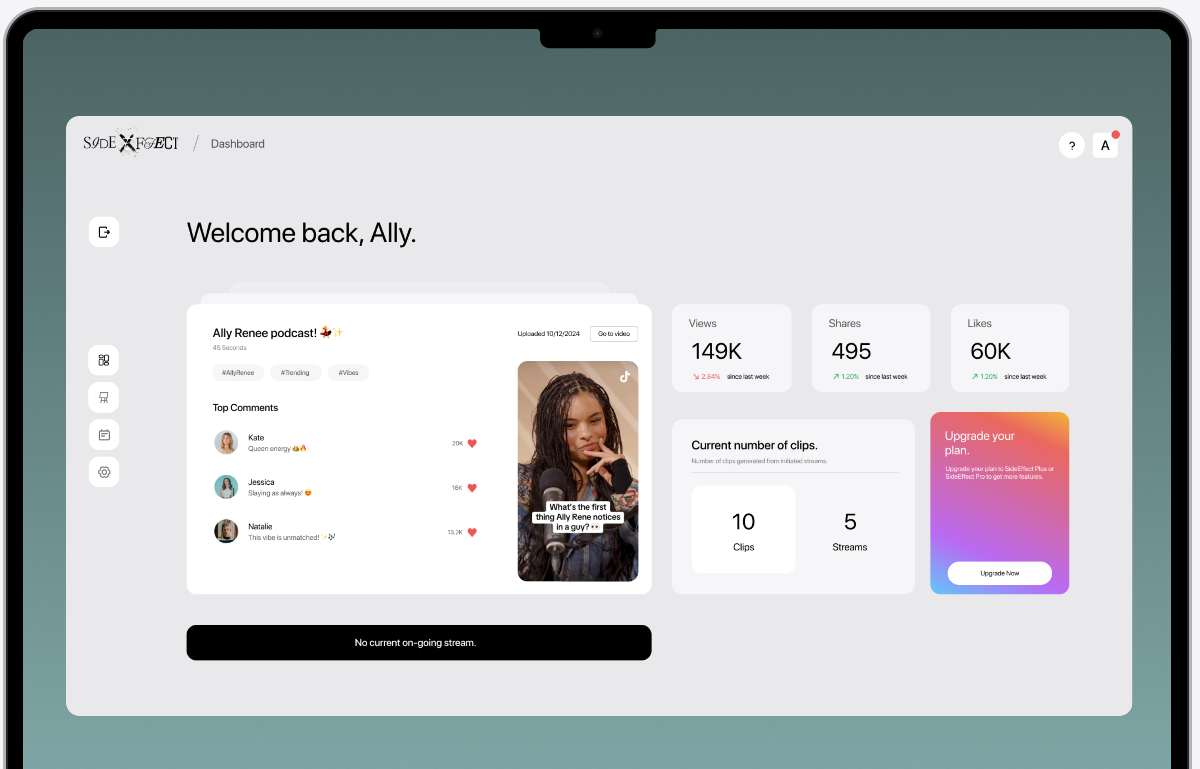 SIDE EFFECT / Dashboard
? A
Welcome back, Ally.
Ally Renee podcast! 💃✨
45 Seconds
Uploaded 10/12/2024
Go to video
#AllyRenee #Trending #Vibes
Top Comments
Kate
Queen energy 👑🔥
20K
Jessica
Slaying as always! 😍
16K
Natalie
This vibe is unmatched! ✨🎶
13.2K
What's the first
thing Ally Rene notices
in a guy? 👀
Views
149K
2.84% since last week
Shares
495
1.20% since last week
Likes
60K
1.20% since last week
Current number of clips.
Number of clips generated from initiated streams.
10
Clips
5
Streams
Upgrade your
plan.
Upgrade your plan to SideEffect Plus or
SideEffect Pro to get more features.
Upgrade Now
No current on-going stream.